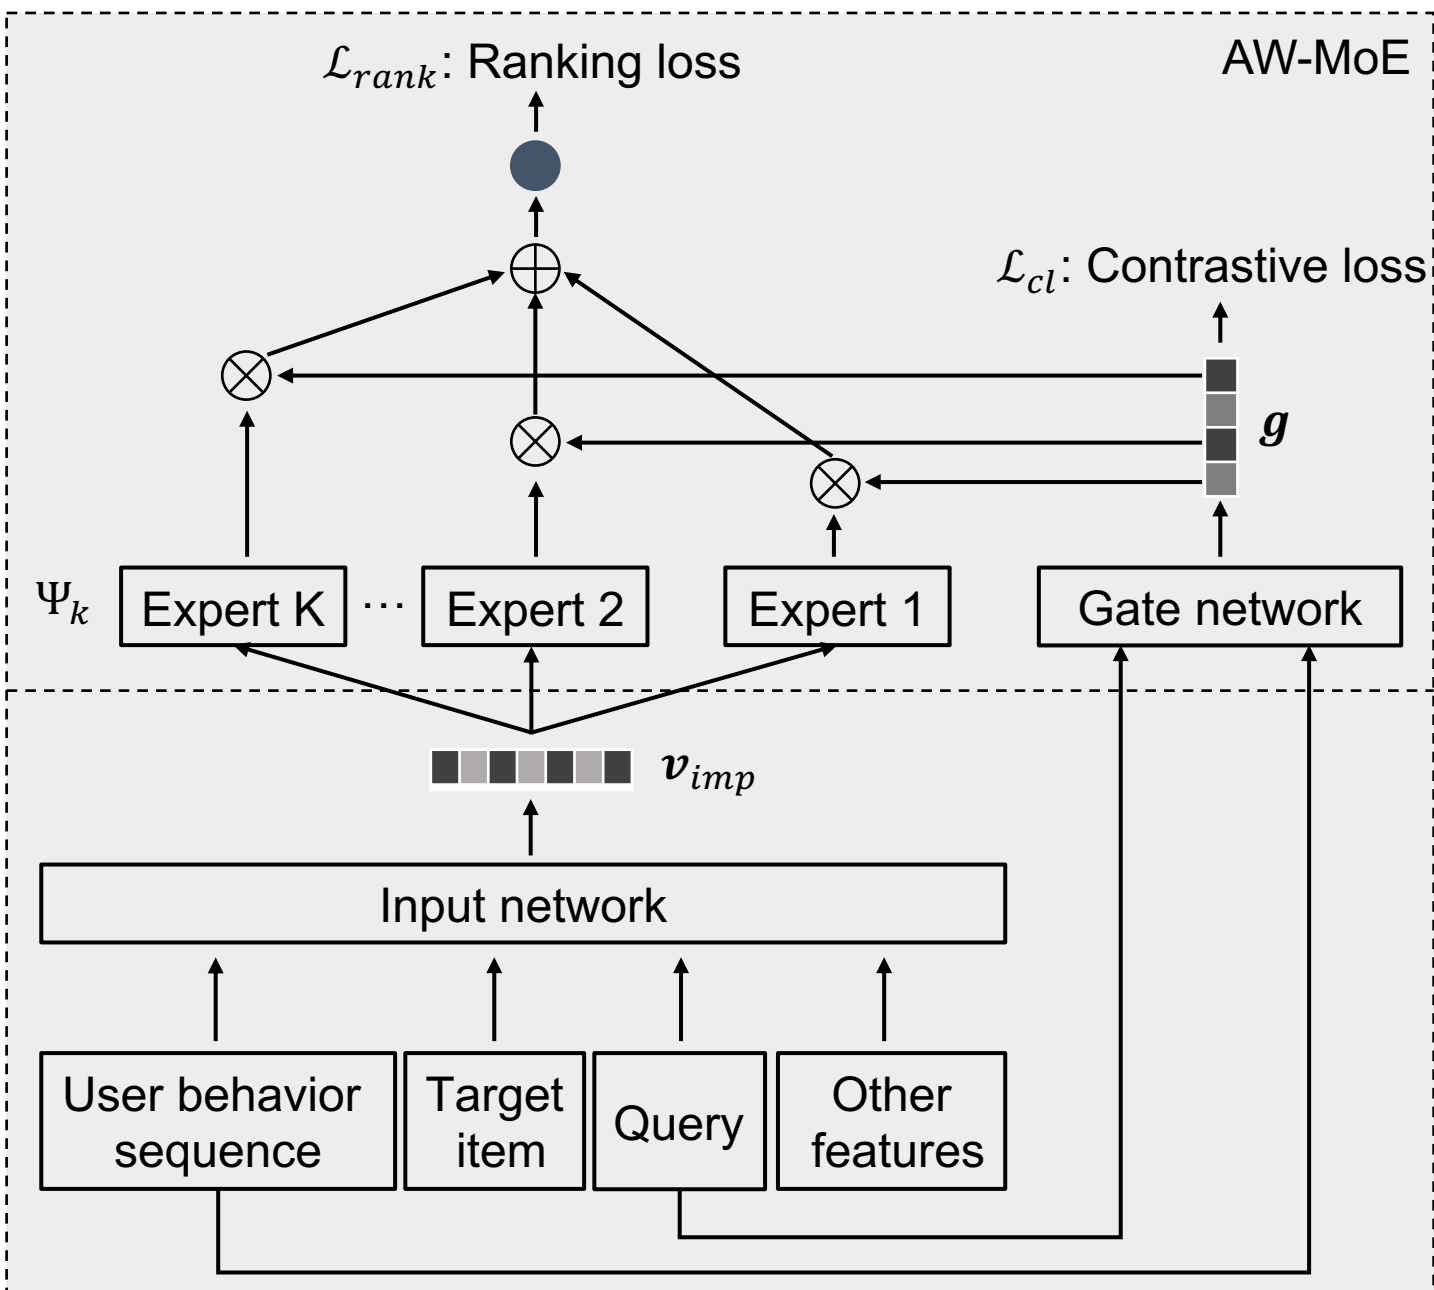 AW-MoE
ℒ_rank: Ranking loss
ℒ_cl: Contrastive loss
g
Ψ_k
Expert K
...
Expert 2
Expert 1
Gate network
v_imp
Input network
User behavior
sequence
Target
item
Query
Other
features